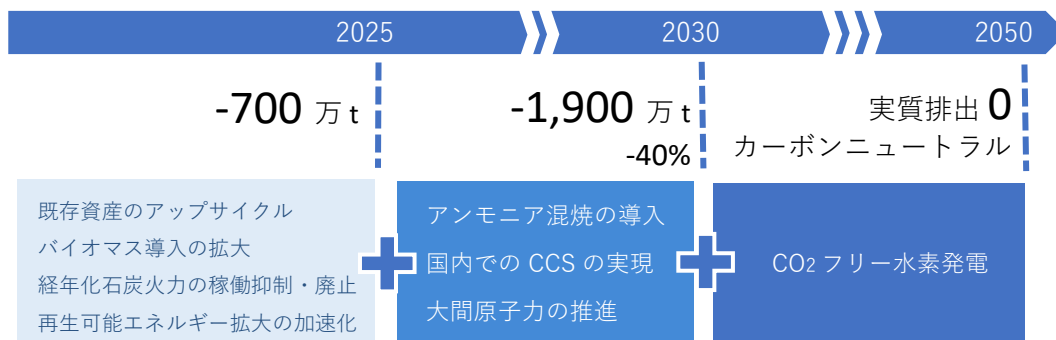 2025 2030 2050
-700 万 t -1,900 万 t 実質排出 0
-40% カーボンニュートラル
既存資産のアップサイクル
バイオマス導入の拡大
経年化石炭火力の稼働抑制・廃止
再生可能エネルギー拡大の加速化
アンモニア混焼の導入
国内での CCS の実現
大間原子力の推進
CO2 フリー水素発電